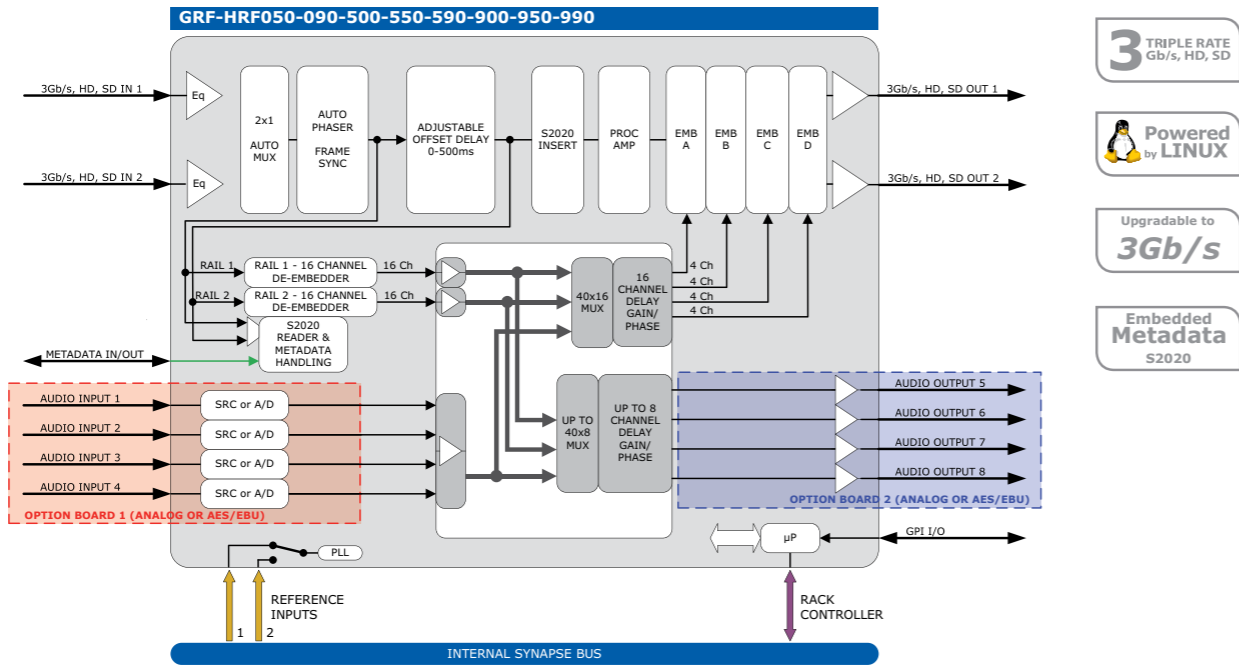 GRF-HRF050-090-500-550-590-900-950-990
3Gb/s, HD, SD IN 1
Eq
3Gb/s, HD, SD IN 2
Eq
2x1
AUTO
MUX
AUTO
PHASER
FRAME
SYNC
ADJUSTABLE
OFFSET DELAY
0-500ms
S2020
INSERT
PROC
AMP
EMB
A
EMB
B
EMB
C
EMB
D
3Gb/s, HD, SD OUT 1
3Gb/s, HD, SD OUT 2
3 TRIPLE RATE
Gb/s, HD, SD
Powered
by LINUX
Upgradable to
3Gb/s
Embedded
Metadata
S2020
RAIL 1
RAIL 1 - 16 CHANNEL
DE-EMBEDDER
16 Ch
RAIL 2
RAIL 2 - 16 CHANNEL
DE-EMBEDDER
16 Ch
S2020
READER &
METADATA
HANDLING
METADATA IN/OUT
40x16
MUX
16
CHANNEL
DELAY
GAIN/
PHASE
4 Ch
4 Ch
4 Ch
4 Ch
AUDIO INPUT 1
SRC or A/D
AUDIO INPUT 2
SRC or A/D
AUDIO INPUT 3
SRC or A/D
AUDIO INPUT 4
SRC or A/D
OPTION BOARD 1 (ANALOG OR AES/EBU)
UP TO
40x8
MUX
UP TO 8
CHANNEL
DELAY
GAIN/
PHASE
AUDIO OUTPUT 5
AUDIO OUTPUT 6
AUDIO OUTPUT 7
AUDIO OUTPUT 8
OPTION BOARD 2 (ANALOG OR AES/EBU)
PLL
µP
GPI I/O
REFERENCE
INPUTS
1 2
RACK
CONTROLLER
INTERNAL SYNAPSE BUS